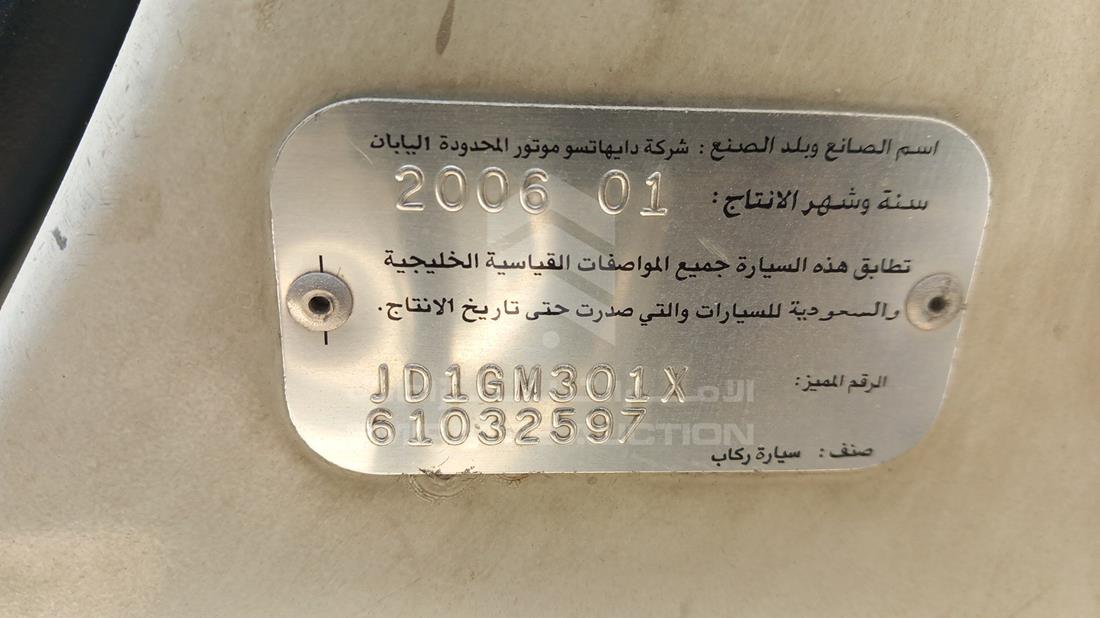 اسم الصانع وبلد الصنع : شركة دايهاتسو موتور المحدودة اليابان
سنة وشهر الانتاج: 2006 01
تطابق هذه السيارة جميع المواصفات القياسية الخليجية
والسعودية للسيارات والتي صدرت حتى تاريخ الانتاج.
الرقم المميز: JD1GM301X
61032597
صنف : سيارة ركاب